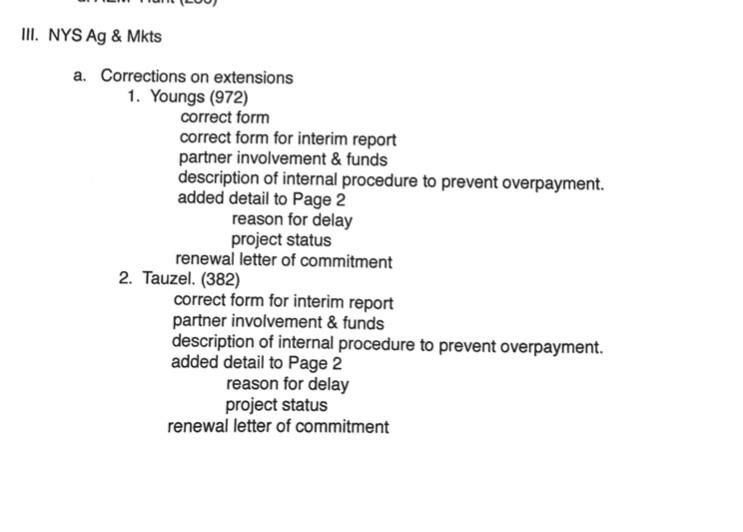 III. NYS Ag & Mkts
a. Corrections on extensions
1. Youngs (972)
correct form
correct form for interim report
partner involvement & funds
description of internal procedure to prevent overpayment.
added detail to Page 2
reason for delay
project status
renewal letter of commitment
2. Tauzel. (382)
correct form for interim report
partner involvement & funds
description of internal procedure to prevent overpayment.
added detail to Page 2
reason for delay
project status
renewal letter of commitment